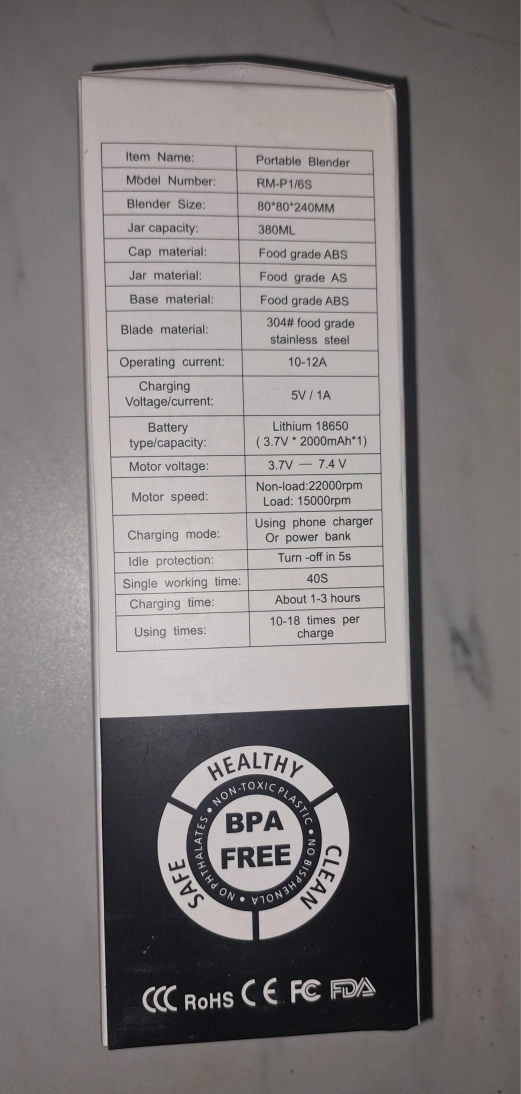 Item Name: Portable Blender
Model Number: RM-P1/6S
Blender Size: 80*80*240MM
Jar capacity: 380ML
Cap material: Food grade ABS
Jar material: Food grade AS
Base material: Food grade ABS
Blade material: 304# food grade
stainless steel
Operating current: 10-12A
Charging
Voltage/current: 5V / 1A
Battery
type/capacity: Lithium 18650
( 3.7V * 2000mAh*1)
Motor voltage: 3.7V — 7.4 V
Motor speed: Non-load:22000rpm
Load: 15000rpm
Charging mode: Using phone charger
Or power bank
Idle protection: Turn -off in 5s
Single working time: 40S
Charging time: About 1-3 hours
Using times: 10-18 times per
charge
HEALTHY
NON-TOXIC PLASTIC • NO BISPHENOLA • NO PHTHALATES •
BPA
FREE
SAFE
CLEAN
CCC RoHS CE FC FDA